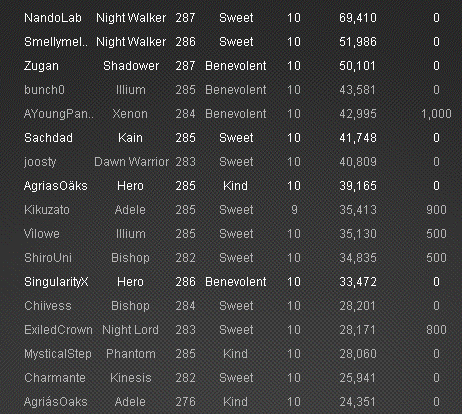 NandoLab Night Walker 287 Sweet 10 69,410 0
Smellymel.. Night Walker 286 Sweet 10 51,986 0
Zugan Shadower 287 Benevolent 10 50,101 0
bunch0 Illium 285 Benevolent 10 43,581 0
AYoungPan.. Xenon 284 Benevolent 10 42,995 1,000
Sachdad Kain 285 Sweet 10 41,748 0
joosty Dawn Warrior 283 Sweet 10 40,809 0
AgriasOäks Hero 285 Kind 10 39,165 0
Kikuzato Adele 285 Sweet 9 35,413 900
Vilowe Illium 285 Sweet 10 35,130 500
ShiroUni Bishop 282 Sweet 10 34,835 500
SingularityX Hero 286 Benevolent 10 33,472 0
Chiivess Bishop 284 Sweet 10 28,201 0
ExiledCrown Night Lord 283 Sweet 10 28,171 800
MysticalStep Phantom 285 Kind 10 28,060 0
Charmante Kinesis 282 Sweet 10 25,941 0
AgriásOaks Adele 276 Kind 10 24,351 0